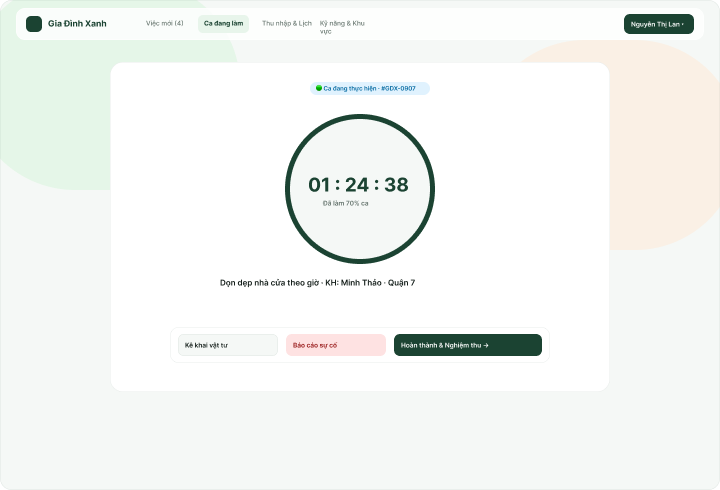 Gia Đình Xanh
Việc mới (4)
Ca đang làm
Thu nhập & Lịch
Kỹ năng & Khu
vực
Nguyễn Thị Lan
Ca đang thực hiện · #GDX-0907
01 : 24 : 38
Đã làm 70% ca
Dọn dẹp nhà cửa theo giờ · KH: Minh Thảo · Quận 7
Kê khai vật tư
Báo cáo sự cố
Hoàn thành & Nghiệm thu →